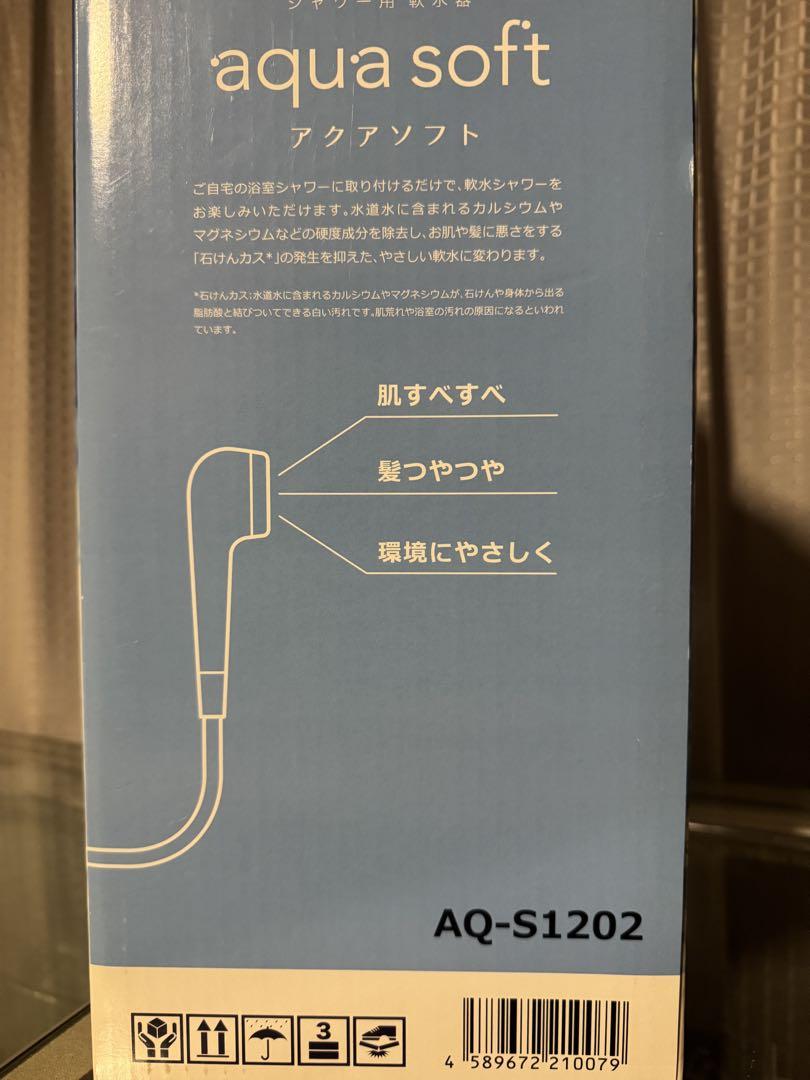 シャワー用 軟水器
aqua soft
アクアソフト
ご自宅の浴室シャワーに取り付けるだけで、軟水シャワーを
お楽しみいただけます。水道水に含まれるカルシウムや
マグネシウムなどの硬度成分を除去し、お肌や髪に悪さをする
「石けんカス*」の発生を抑えた、やさしい軟水に変わります。
*石けんカス:水道水に含まれるカルシウムやマグネシウムが、石けんや身体から出る
脂肪酸と結びついてできる白い汚れです。肌荒れや浴室の汚れの原因になるといわれ
ています。
肌すべすべ
髪つやつや
環境にやさしく
AQ-S1202
3
4 589672 210079